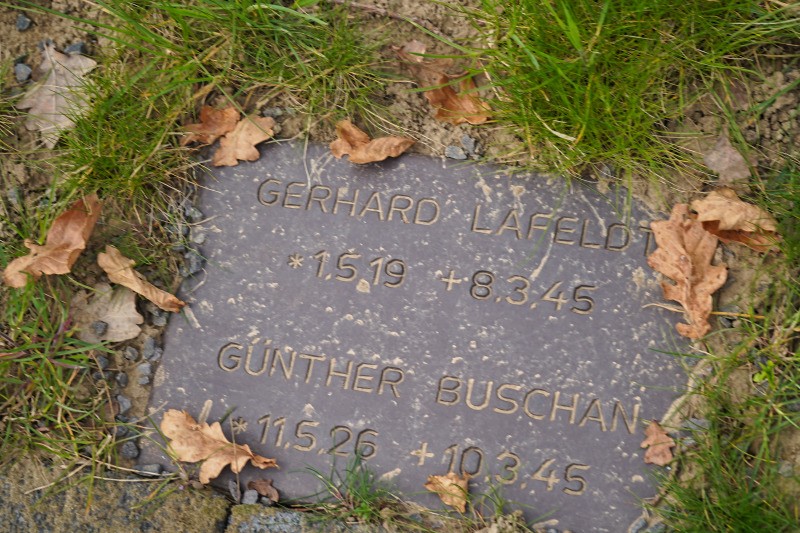 GERHARD LAFELDT
*1.5.19 +8.3.45
GÜNTHER BUSCHAN
*11.5.26 +10.3.45